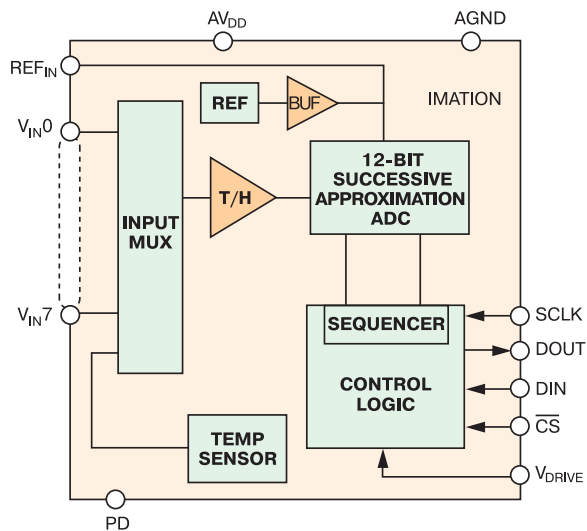 AVDD
AGND
REFIN
REF
BUF
IMATION
VIN0
12-BIT
SUCCESSIVE
APPROXIMATION
ADC
T/H
INPUT
MUX
VIN7
SEQUENCER
SCLK
DOUT
CONTROL
LOGIC
DIN
CS
TEMP
SENSOR
VDRIVE
PD